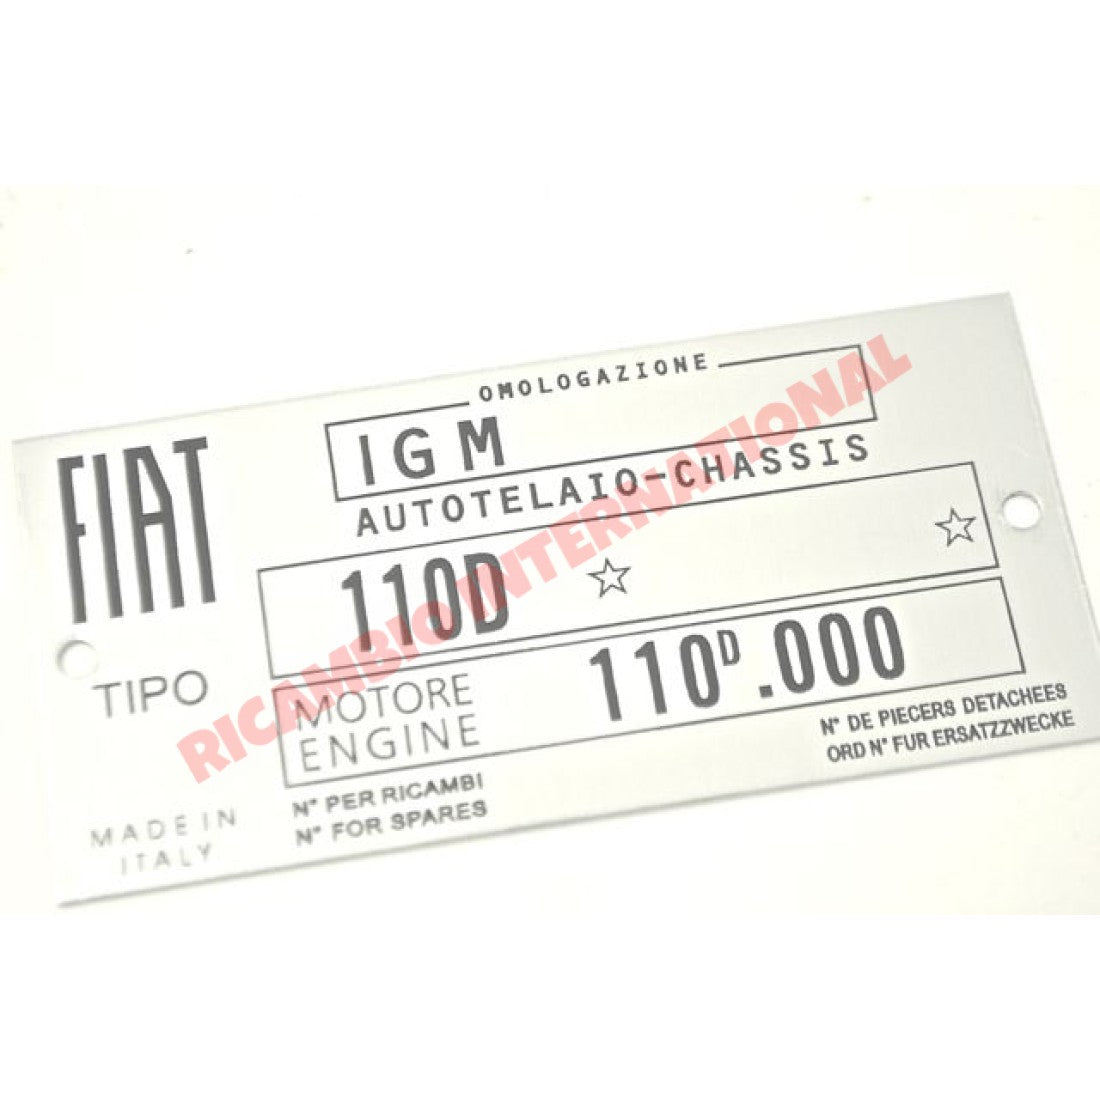 OMOLOGAZIONE
IGM
FIAT
AUTOTELAIO-CHASSIS
110D ☆ ☆
TIPO
MOTORE
ENGINE
110D.000
N° PER RICAMBI
N° FOR SPARES
N° DE PIECERS DETACHEES
ORD N° FUR ERSATZZWECKE
MADE IN
ITALY
RICAMBIO INTERNATIONAL